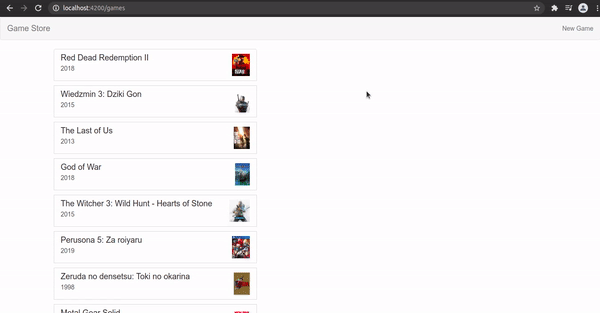 localhost:4200/games
Game Store
New Game
Red Dead Redemption II
2018
Wiedzmin 3: Dziki Gon
2015
The Last of Us
2013
God of War
2018
The Witcher 3: Wild Hunt - Hearts of Stone
2015
Perusona 5: Za roiyaru
2019
Zeruda no densetsu: Toki no okarina
1998
Metal Gear Solid